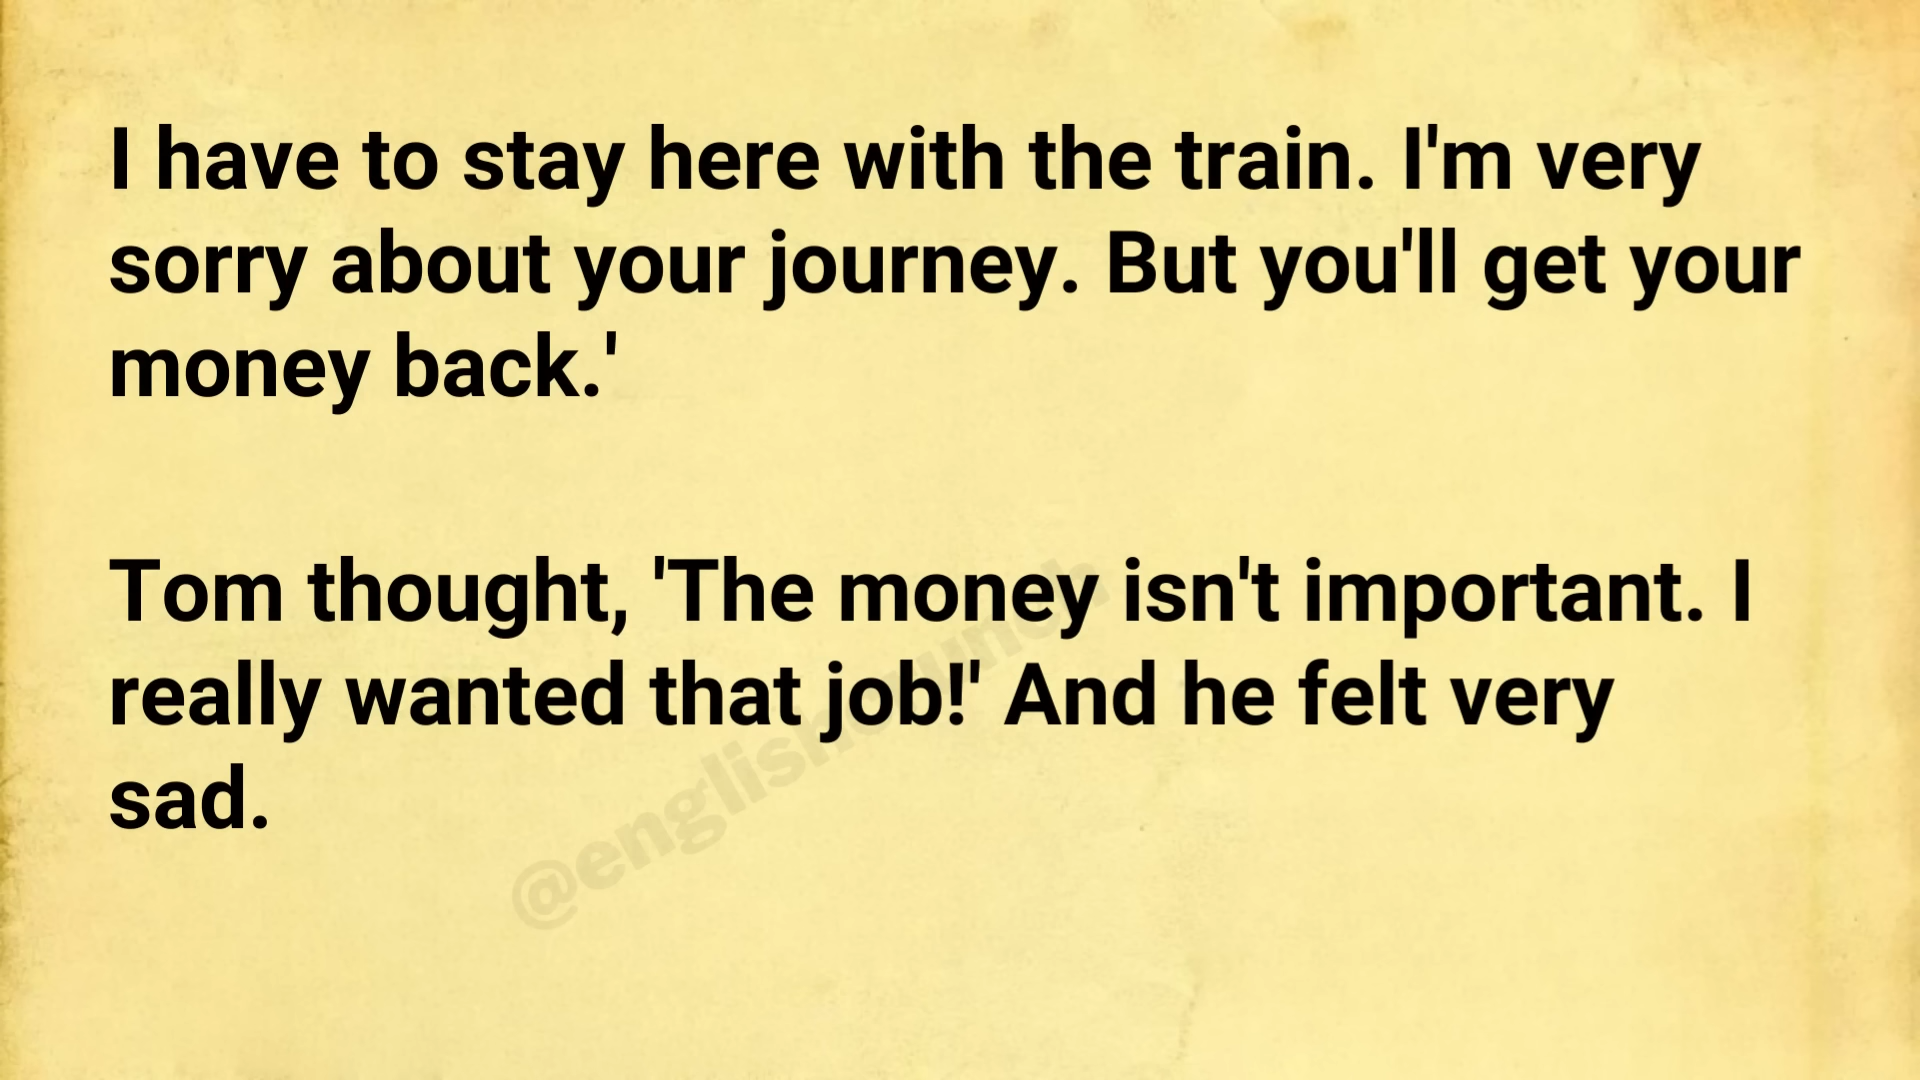 I have to stay here with the train. I'm very
sorry about your journey. But you'll get your
money back.'
Tom thought, 'The money isn't important. I
really wanted that job!' And he felt very
sad.